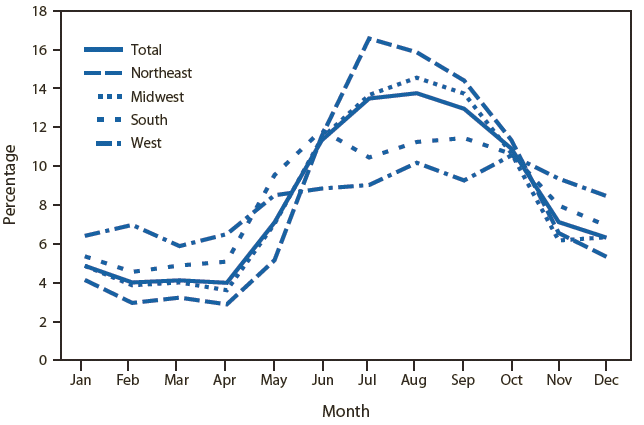 18
16
14
12
10
8
6
4
2
0
Percentage
Total
Northeast
Midwest
South
West
Jan Feb Mar Apr May Jun Jul Aug Sep Oct Nov Dec
Month